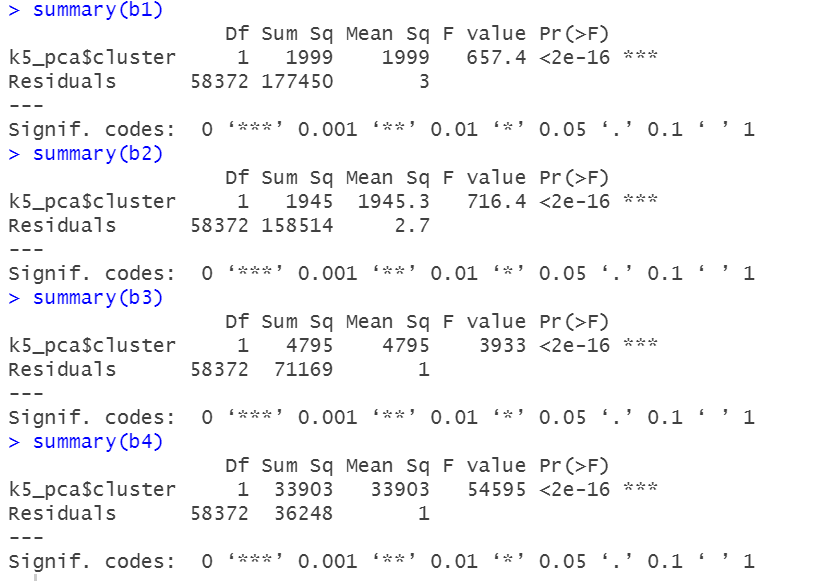 > summary(b1)
                  Df Sum Sq Mean Sq F value Pr(>F)    
k5_pca$cluster     1   1999    1999   657.4 <2e-16 ***
Residuals      58372 177450       3
---
Signif. codes:  0 ‘***’ 0.001 ‘**’ 0.01 ‘*’ 0.05 ‘.’ 0.1 ‘ ’ 1
> summary(b2)
                  Df Sum Sq Mean Sq F value Pr(>F)    
k5_pca$cluster     1   1945  1945.3   716.4 <2e-16 ***
Residuals      58372 158514     2.7
---
Signif. codes:  0 ‘***’ 0.001 ‘**’ 0.01 ‘*’ 0.05 ‘.’ 0.1 ‘ ’ 1
> summary(b3)
                  Df Sum Sq Mean Sq F value Pr(>F)    
k5_pca$cluster     1   4795    4795    3933 <2e-16 ***
Residuals      58372  71169       1
---
Signif. codes:  0 ‘***’ 0.001 ‘**’ 0.01 ‘*’ 0.05 ‘.’ 0.1 ‘ ’ 1
> summary(b4)
                  Df Sum Sq Mean Sq F value Pr(>F)    
k5_pca$cluster     1  33903   33903   54595 <2e-16 ***
Residuals      58372  36248       1
---
Signif. codes:  0 ‘***’ 0.001 ‘**’ 0.01 ‘*’ 0.05 ‘.’ 0.1 ‘ ’ 1